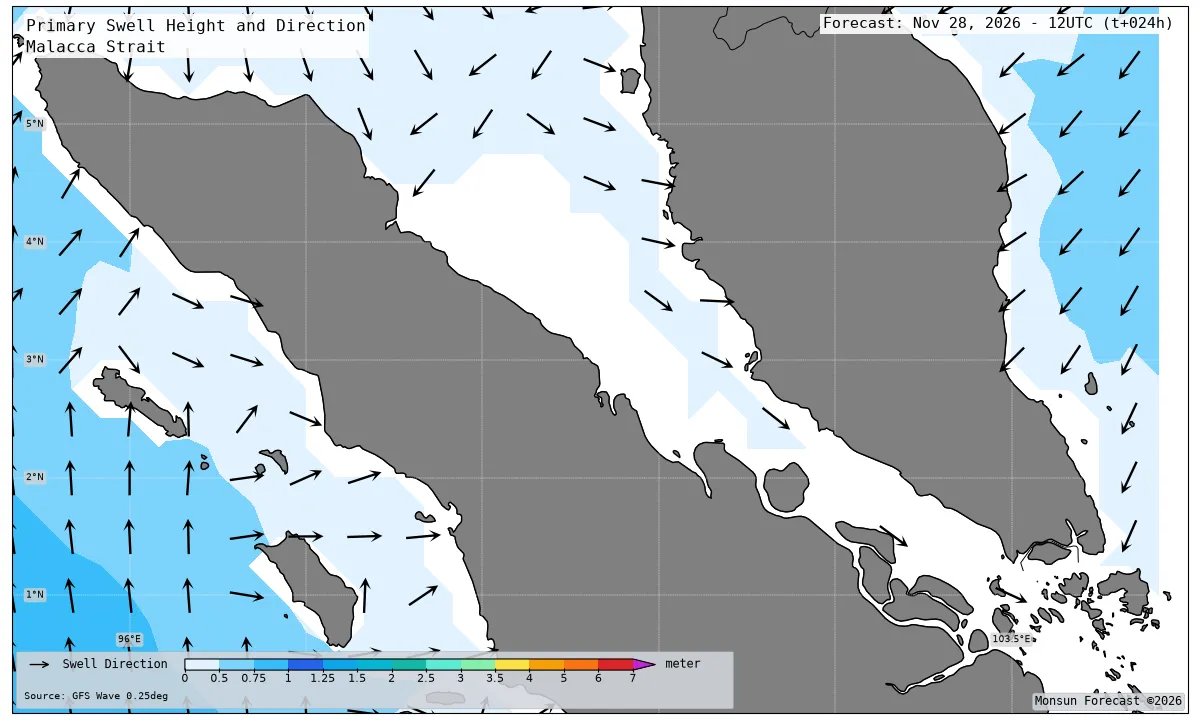 Primary Swell Height and Direction
Malacca Strait
Forecast: Nov 28, 2026 - 12UTC (t+024h)
5°N
4°N
3°N
2°N
1°N
96°E
103.5°E
Swell Direction
meter
0 0.5 0.75 1 1.25 1.5 2 2.5 3 3.5 4 5 6 7
Source: GFS Wave 0.25deg
Monsun Forecast ©2026